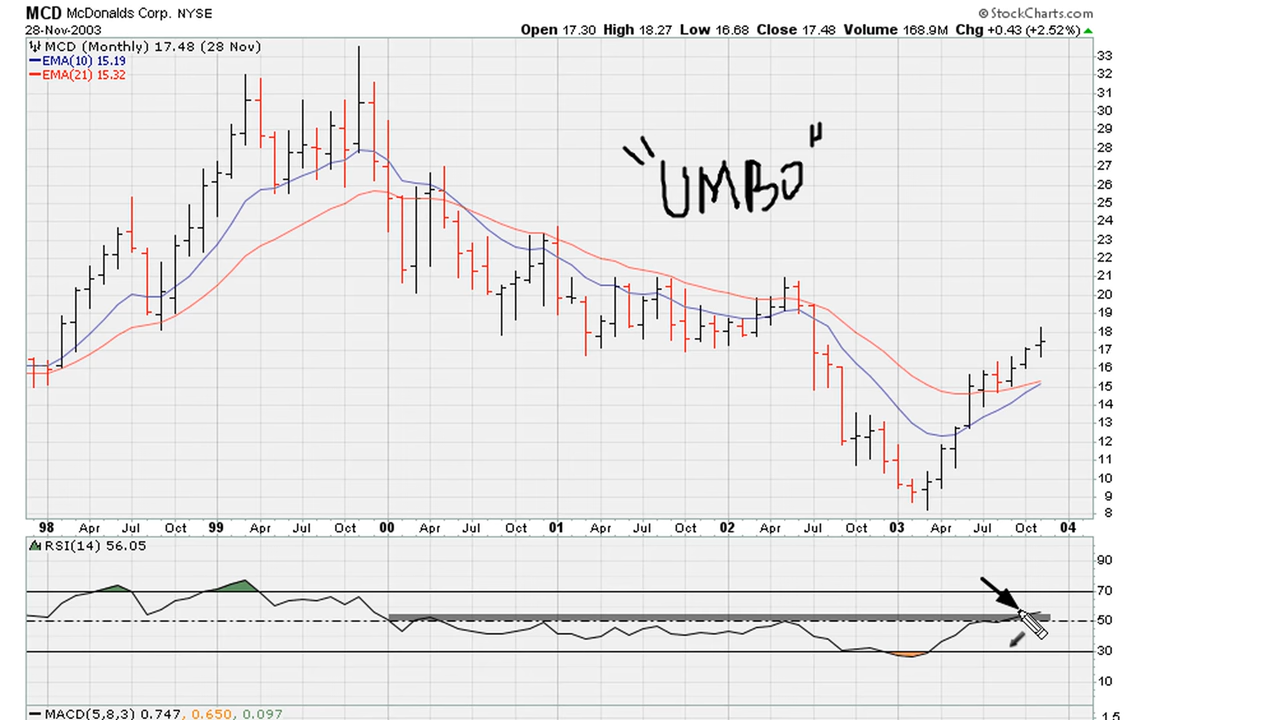 MCD McDonalds Corp. NYSE
© StockCharts.com
28-Nov-2003
Open 17.30 High 18.27 Low 16.68 Close 17.48 Volume 168.9M Chg +0.43 (+2.52%)
MCD (Monthly) 17.48 (28 Nov)
EMA(10) 15.19
EMA(21) 15.32
"UMBO"
33
32
31
30
29
28
27
26
25
24
23
22
21
20
19
18
17
16
15
14
13
12
11
10
9
8
98 Apr Jul Oct 99 Apr Jul Oct 00 Apr Jul Oct 01 Apr Jul Oct 02 Apr Jul Oct 03 Apr Jul Oct 04
RSI(14) 56.05
90
70
50
30
10
MACD(5,8,3) 0.747, 0.650, 0.097
1.5